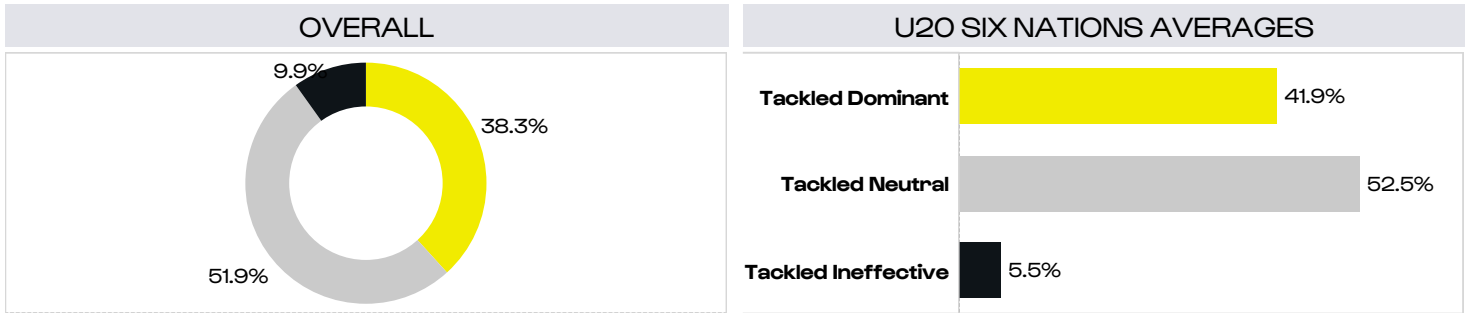 OVERALL
9.9%
38.3%
51.9%
U20 SIX NATIONS AVERAGES
Tackled Dominant 41.9%
Tackled Neutral 52.5%
Tackled Ineffective 5.5%